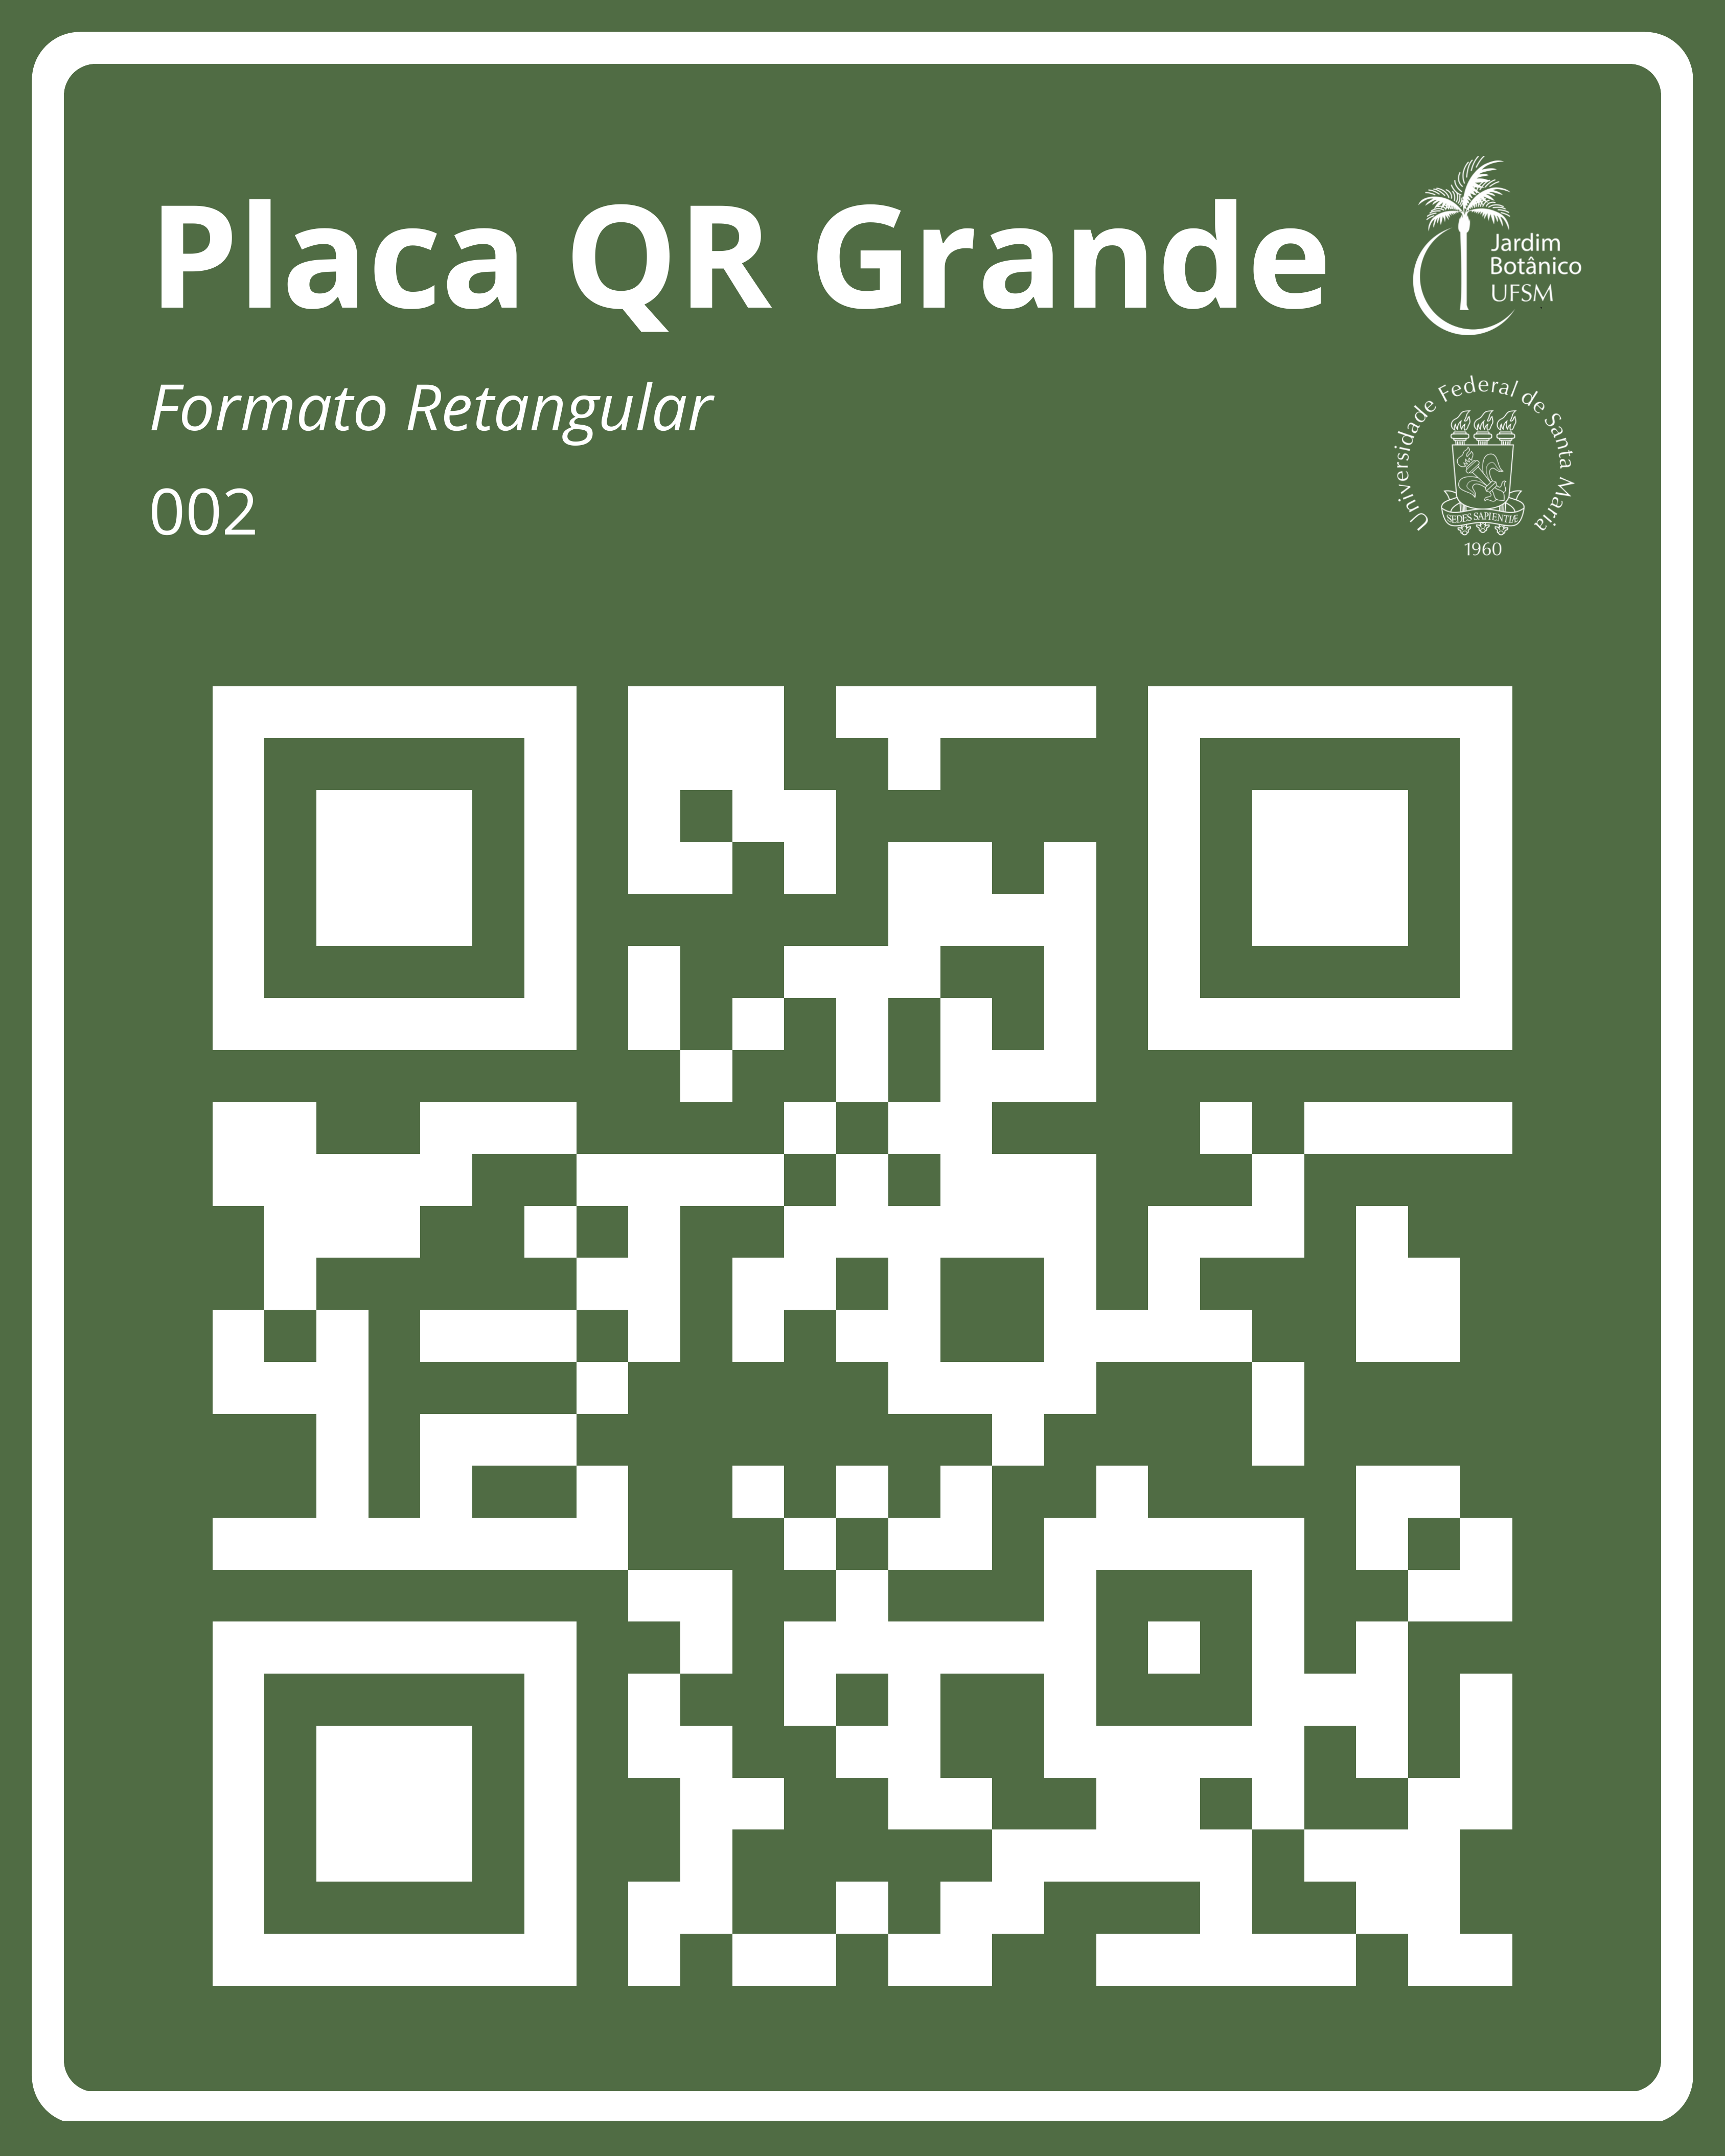 Placa QR Grande
Jardim
Botânico
UFSM
Formato Retangular
002
Universidade Federal de Santa Maria
SEDES SAPIENTIÆ
1960